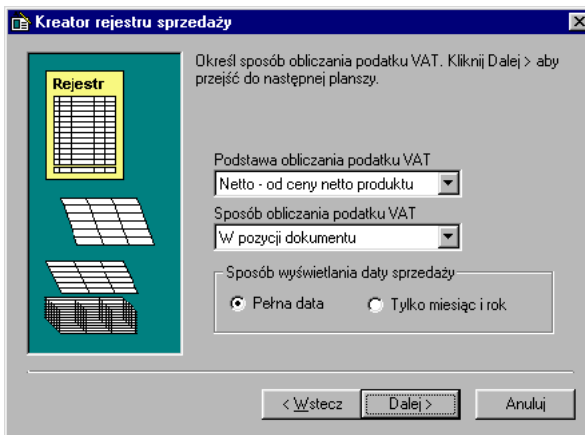 Kreator rejestru sprzedaży
Określ sposób obliczania podatku VAT. Kliknij Dalej > aby
przejść do następnej planszy.
Rejestr
Podstawa obliczania podatku VAT
Netto - od ceny netto produktu
Sposób obliczania podatku VAT
W pozycji dokumentu
Sposób wyświetlania daty sprzedaży
Pełna data
Tylko miesiąc i rok
< Wstecz
Dalej >
Anuluj